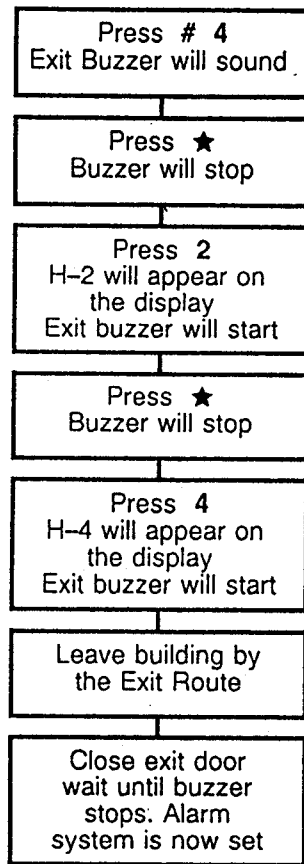 Press # 4
Exit Buzzer will sound
Press ★
Buzzer will stop
Press 2
H–2 will appear on
the display
Exit buzzer will start
Press ★
Buzzer will stop
Press 4
H–4 will appear on
the display
Exit buzzer will start
Leave building by
the Exit Route
Close exit door
wait until buzzer
stops. Alarm
system is now set